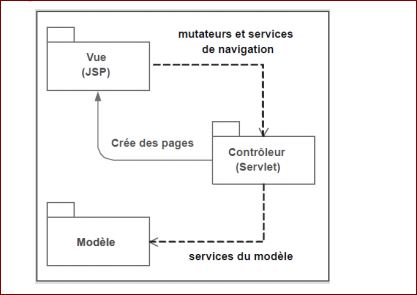 mutateurs et services
de navigation
Vue
(JSP)
Crée des pages
Contrôleur
(Servlet)
Modèle
services du modèle